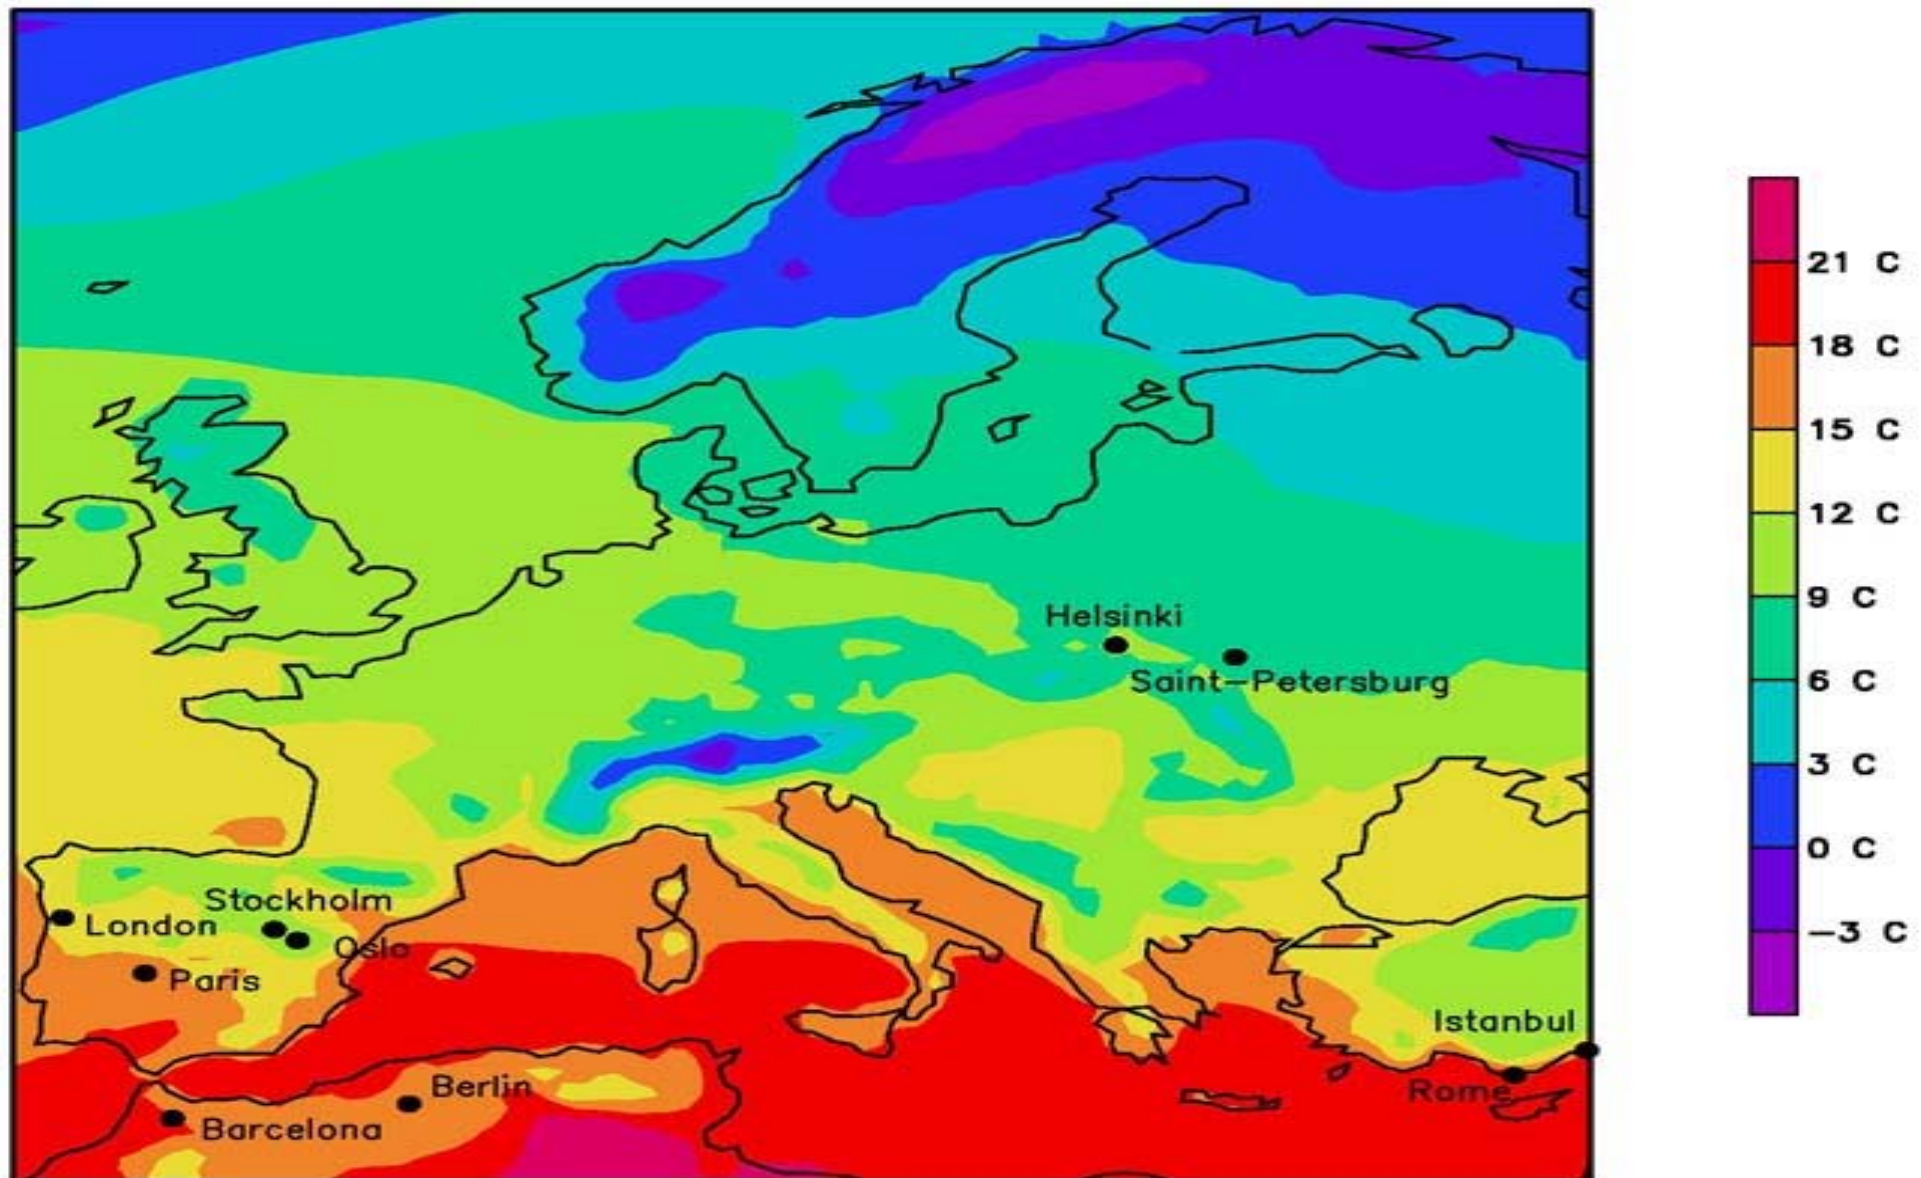 21 C
18 C
15 C
12 C
9 C
6 C
3 C
0 C
−3 C
Helsinki
Saint−Petersburg
Stockholm
London
Oslo
Paris
Istanbul
Rome
Berlin
Barcelona